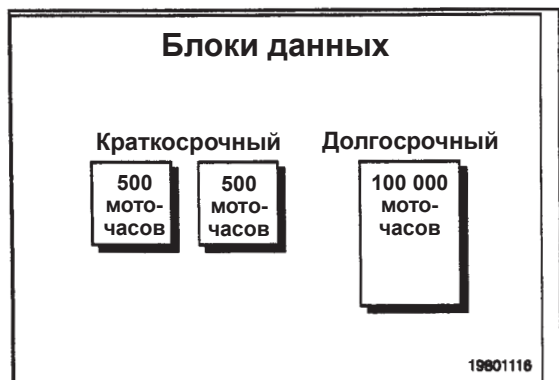 Блоки данных
Краткосрочный Долгосрочный
500 500 100 000
мото- мото- мото-
часов часов часов
19801116